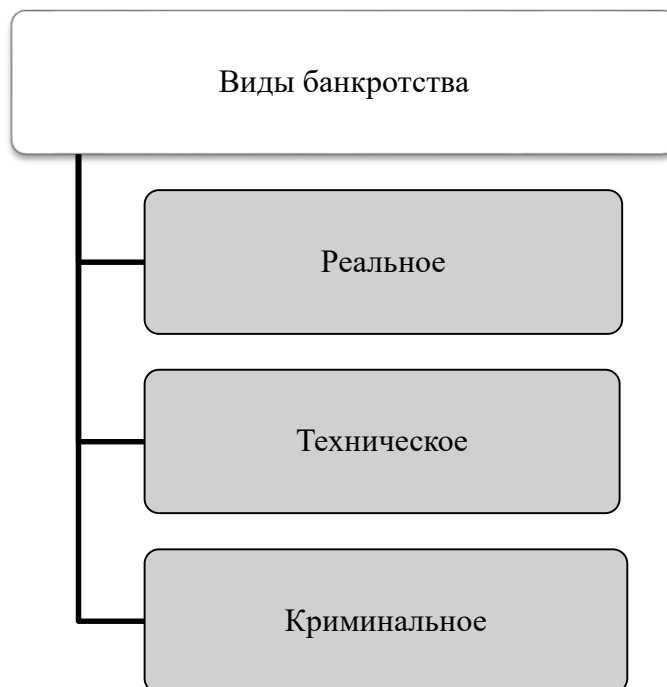 Виды банкротства
Реальное
Техническое
Криминальное